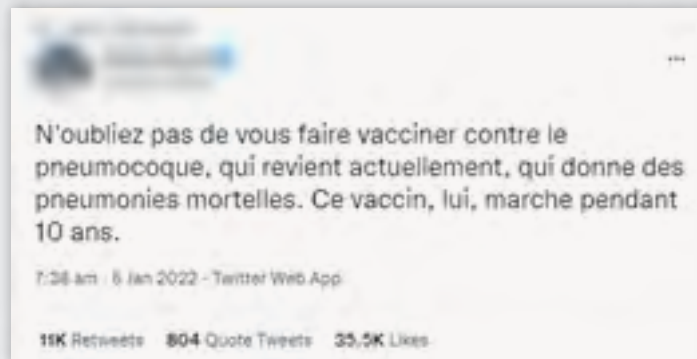 N'oubliez pas de vous faire vacciner contre le
pneumocoque, qui revient actuellement, qui donne des
pneumonies mortelles. Ce vaccin, lui, marche pendant
10 ans.
7:38 am · 5 Jan 2022 - Twitter Web App
11K Retweets 804 Quote Tweets 35.5K Likes